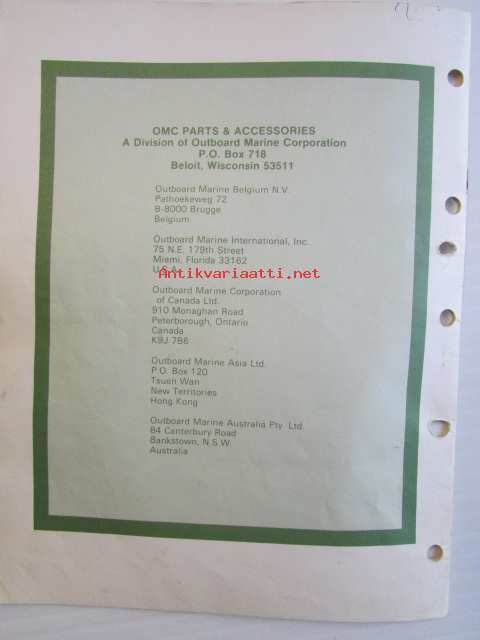 OMC PARTS & ACCESSORIES
A Division of Outboard Marine Corporation
P.O. Box 718
Beloit, Wisconsin 53511
Outboard Marine Belgium N.V.
Pathoekeweg 72
B-8000 Brugge
Belgium
Outboard Marine International, Inc.
75 N.E. 179th Street
Miami, Florida 33162
U.S.A.
Antikvariaatti.net
Outboard Marine Corporation
of Canada Ltd.
910 Monaghan Road
Peterborough, Ontario
Canada
K9J 7B6
Outboard Marine Asia Ltd.
P.O. Box 120
Tsuen Wan
New Territories
Hong Kong
Outboard Marine Australia Pty. Ltd.
84 Canterbury Road
Bankstown, N.S.W.
Australia